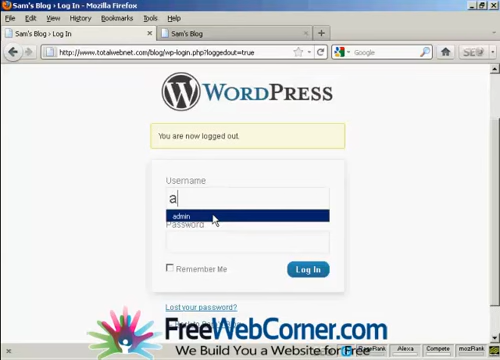 Sam's Blog › Log In - Mozilla Firefox
File Edit View History Bookmarks Tools Help
Sam's Blog › Log In
Sam's Blog
http://www.totalwebnet.com/blog/wp-login.php?loggedout=true
SEO
WORDPRESS
You are now logged out.
Username
a
admin
Password
Remember Me
Log In
Lost your password?
FreeWebCorner.com
We Build You a Website for Free
mozRank Alexa Compete mozRank